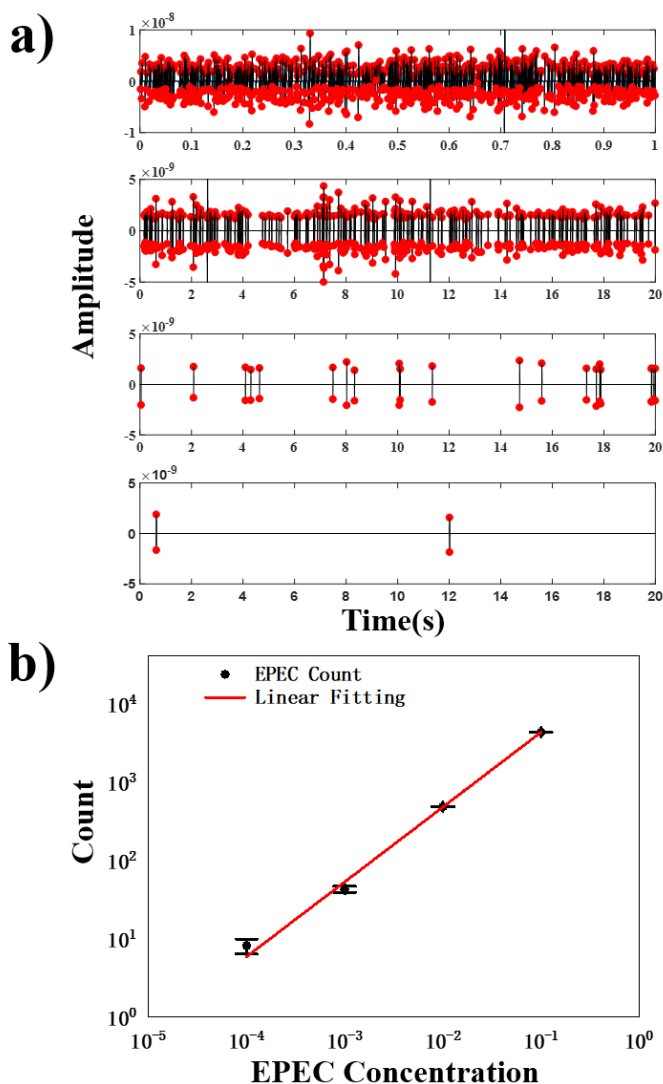 a)
×10⁻⁸
1
0
-1
0 0.1 0.2 0.3 0.4 0.5 0.6 0.7 0.8 0.9 1
×10⁻⁹
5
0
-5
0 2 4 6 8 10 12 14 16 18 20
×10⁻⁹
5
0
-5
0 2 4 6 8 10 12 14 16 18 20
×10⁻⁹
5
0
-5
0 2 4 6 8 10 12 14 16 18 20
Amplitude
Time(s)
b)
EPEC Count
Linear Fitting
10⁴
10³
10²
10¹
10⁰
Count
10⁻⁵ 10⁻⁴ 10⁻³ 10⁻² 10⁻¹ 10⁰
EPEC Concentration